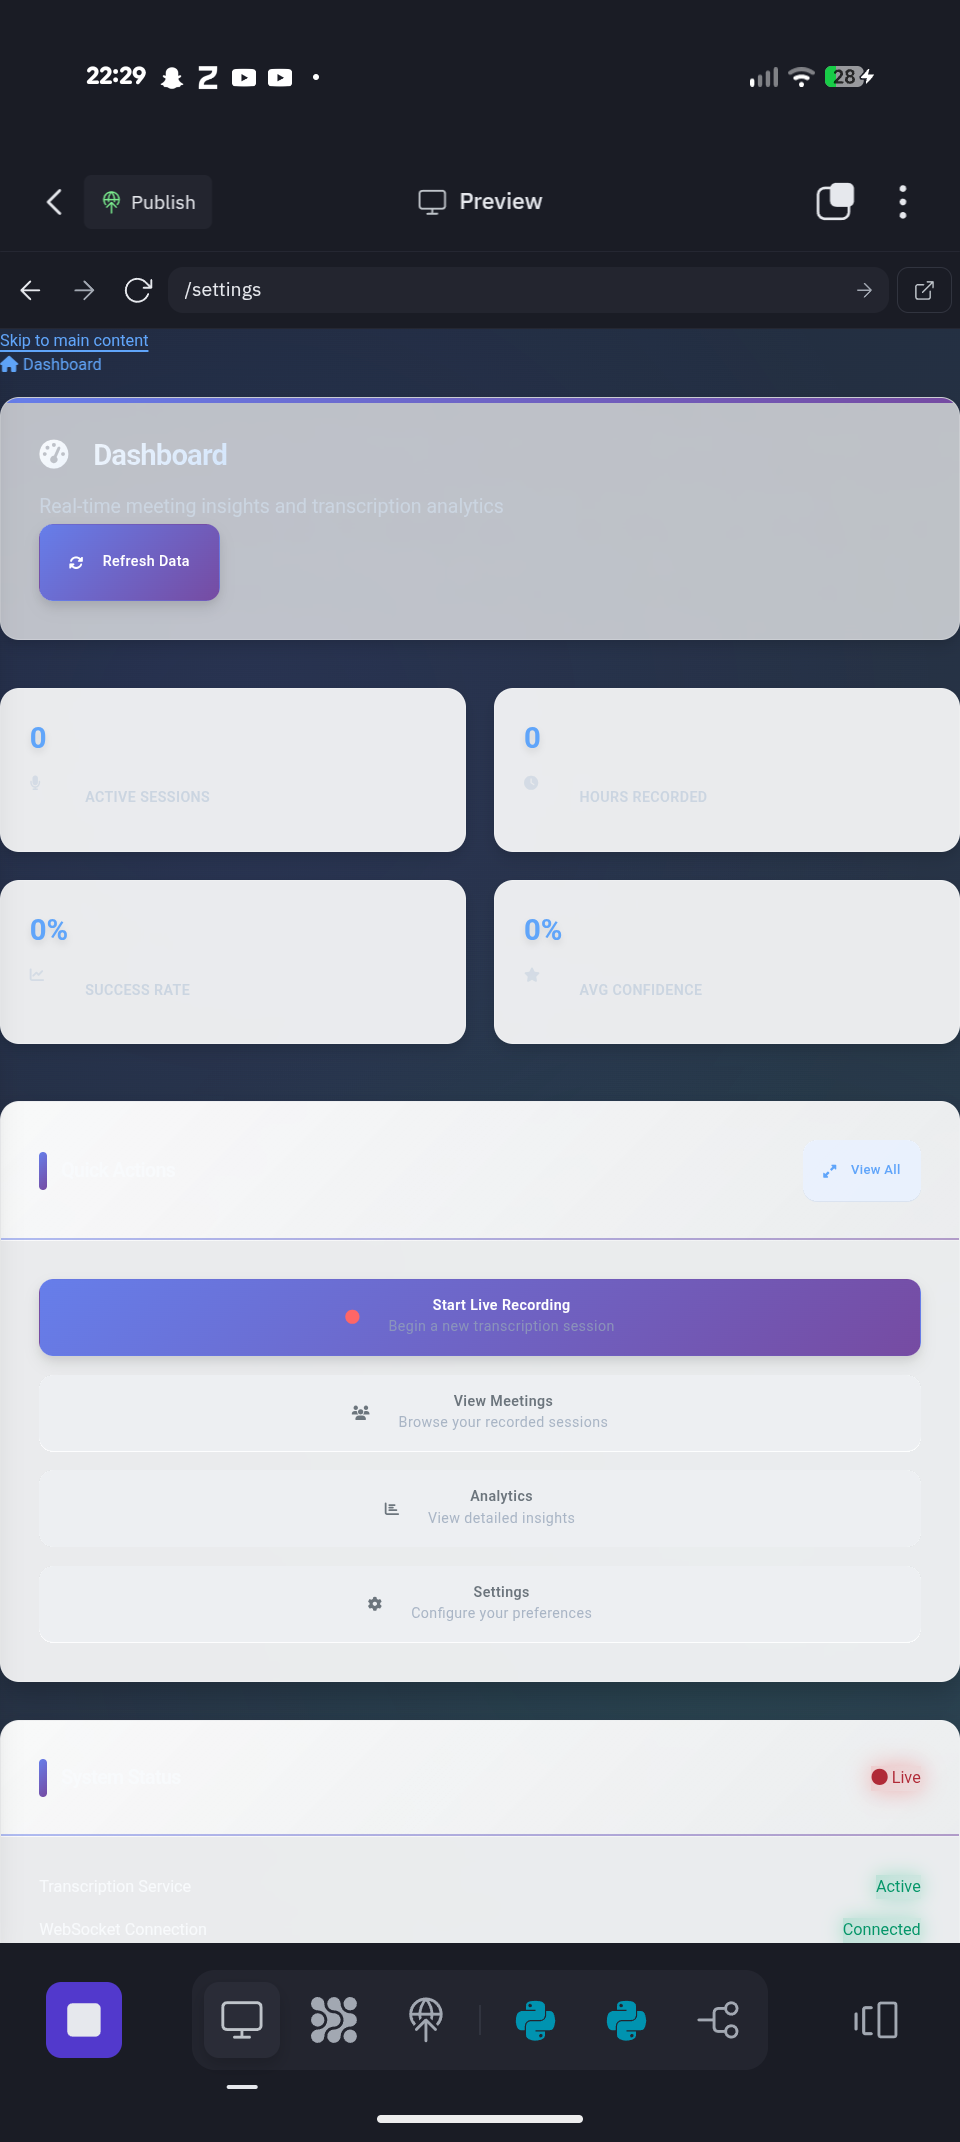 22:29
28
Publish
Preview
/settings
Skip to main content
Dashboard
Dashboard
Real-time meeting insights and transcription analytics
Refresh Data
0
ACTIVE SESSIONS
0
HOURS RECORDED
0%
SUCCESS RATE
0%
AVG CONFIDENCE
Quick Actions
View All
Start Live Recording
Begin a new transcription session
View Meetings
Browse your recorded sessions
Analytics
View detailed insights
Settings
Configure your preferences
System Status
Live
Transcription Service
Active
WebSocket Connection
Connected